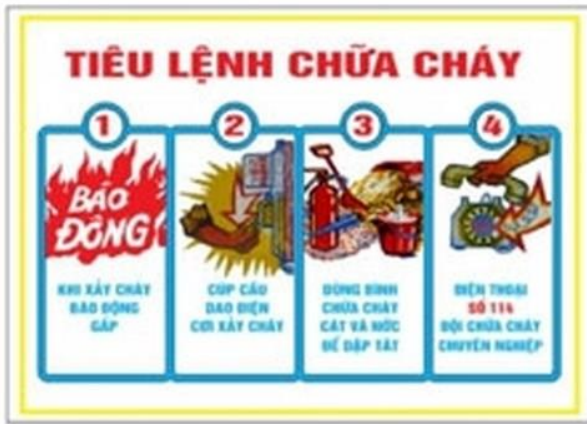 TIÊU LỆNH CHỮA CHÁY
1
BÁO
ĐỘNG
KHI XẢY CHÁY
BÁO ĐỘNG
GẤP
2
CÚP CẦU
DAO ĐIỆN
CƠI XẢY CHÁY
3
DÙNG BÌNH
CHỮA CHÁY
CÁT VÀ NƯỚC
ĐỂ DẬP TẮT
4
ĐIỆN THOẠI
SỐ 114
ĐỘI CHỮA CHÁY
CHUYÊN NGHIỆP